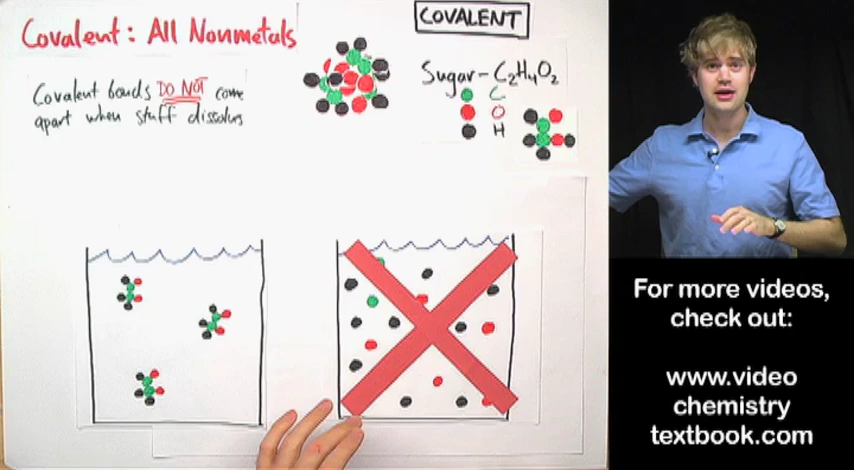 Covalent: All Nonmetals
COVALENT
Covalent bonds DO NOT come
apart when stuff dissolves
Sugar - C₂H₄O₂
C
O
H
For more videos,
check out:
www.video
chemistry
textbook.com